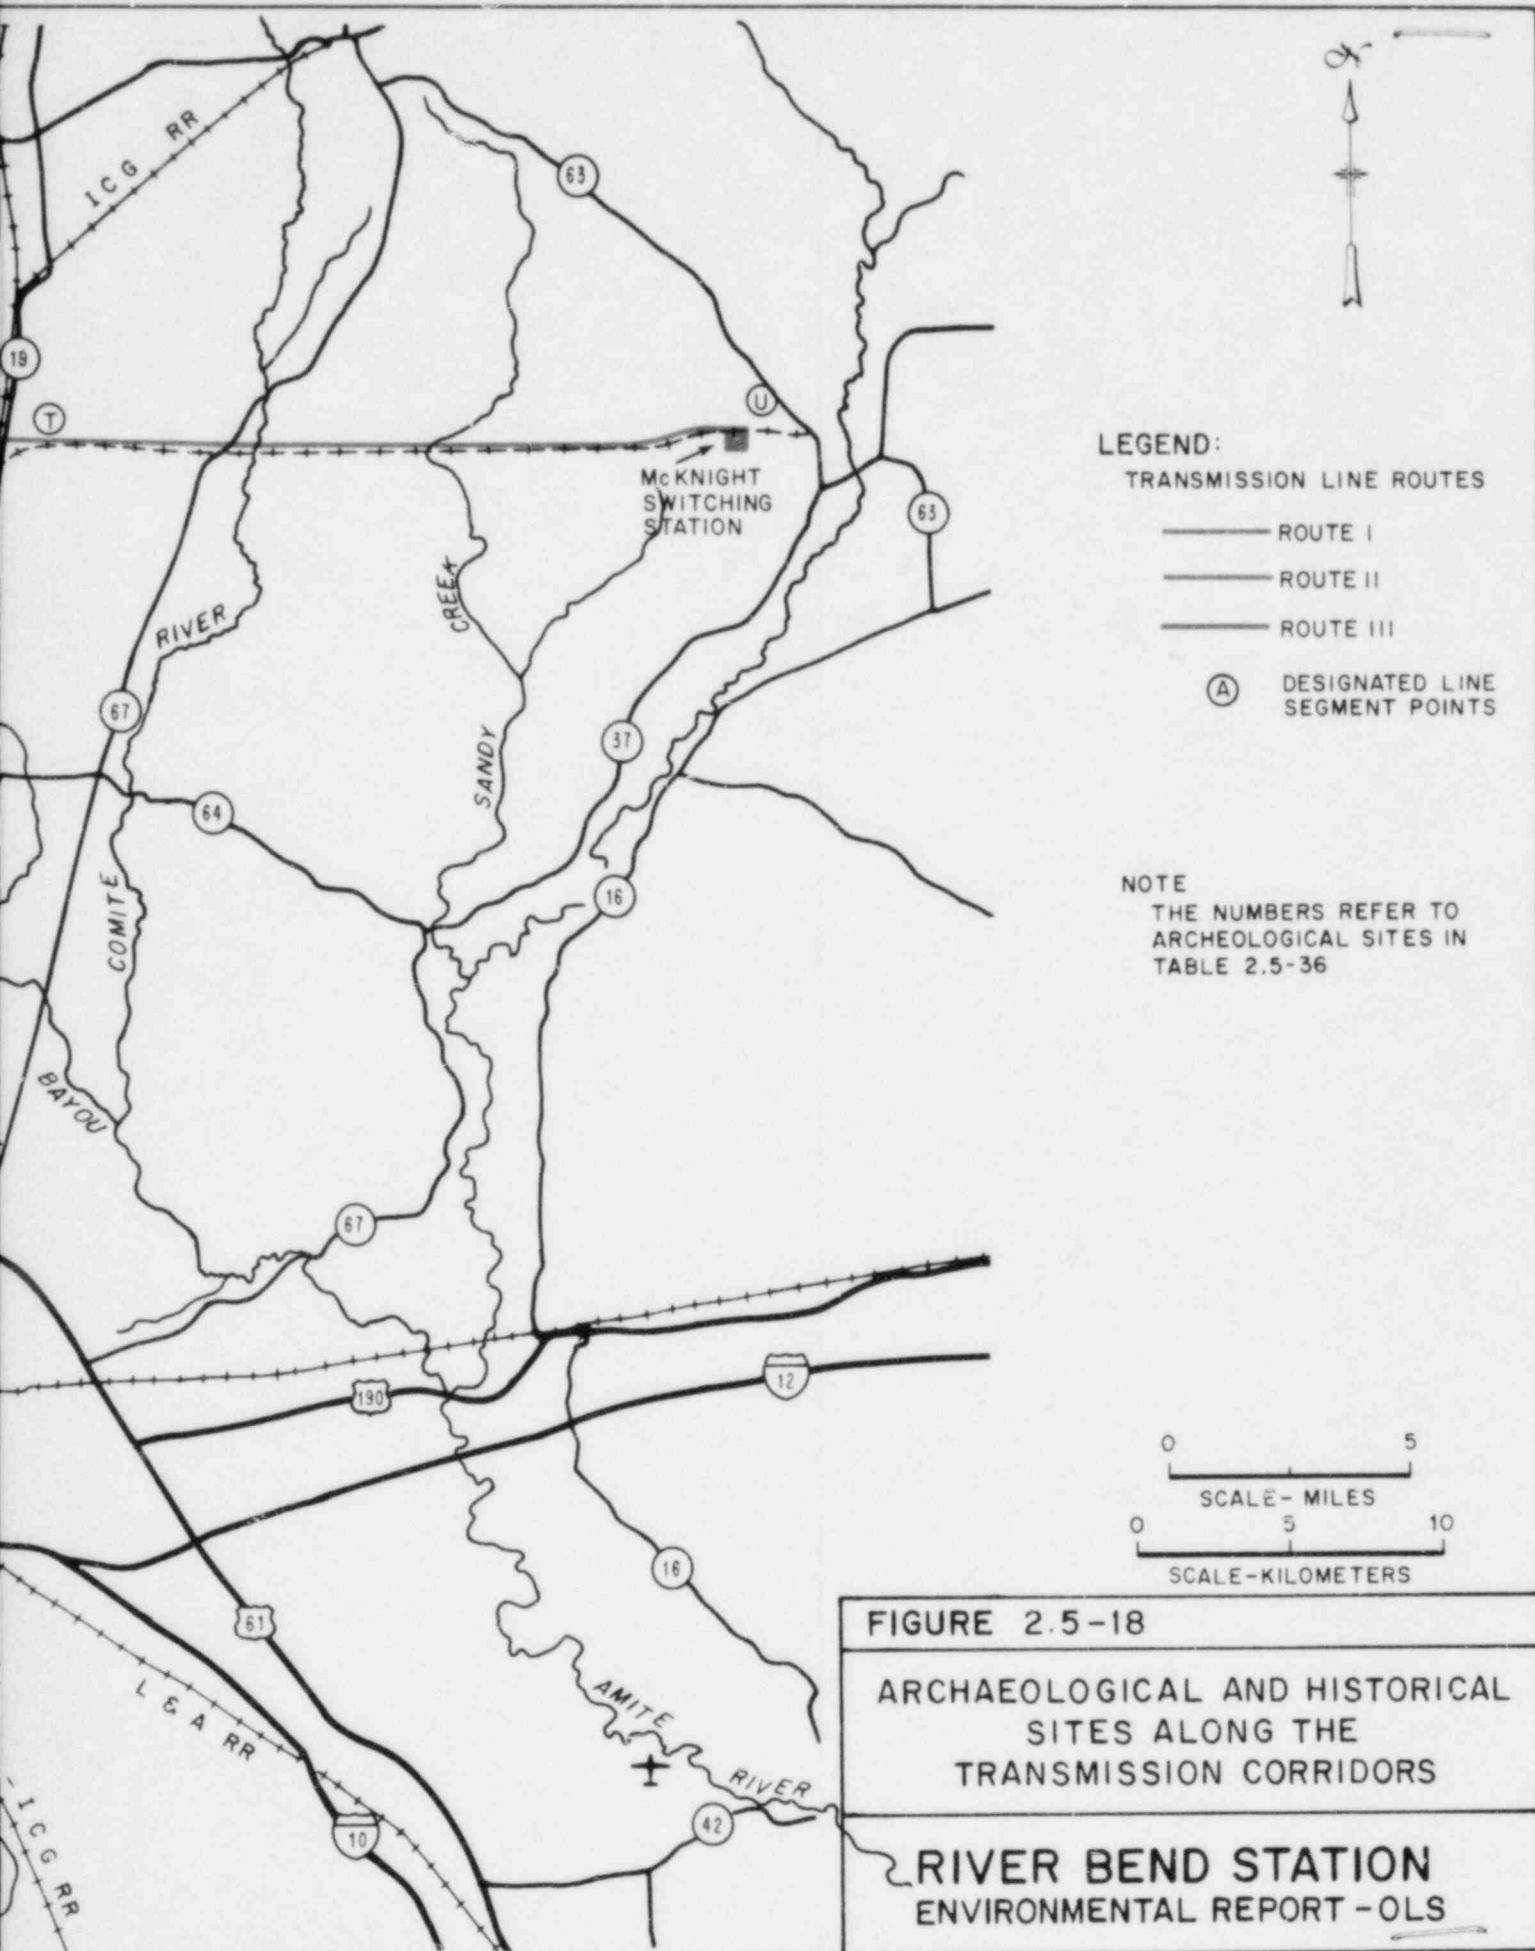 ICG RR
63
19
T
U
McKNIGHT
SWITCHING
STATION
63
CREEK
RIVER
67
37
SANDY
64
16
COMITE
BAYOU
67
190
12
16
61
L & A RR
AMITE
RIVER
42
10
ICG RR
LEGEND:
TRANSMISSION LINE ROUTES
ROUTE I
ROUTE II
ROUTE III
A DESIGNATED LINE
SEGMENT POINTS
NOTE
THE NUMBERS REFER TO
ARCHEOLOGICAL SITES IN
TABLE 2.5-36
0 5
SCALE- MILES
0 5 10
SCALE-KILOMETERS
FIGURE 2.5-18
ARCHAEOLOGICAL AND HISTORICAL
SITES ALONG THE
TRANSMISSION CORRIDORS
RIVER BEND STATION
ENVIRONMENTAL REPORT-OLS